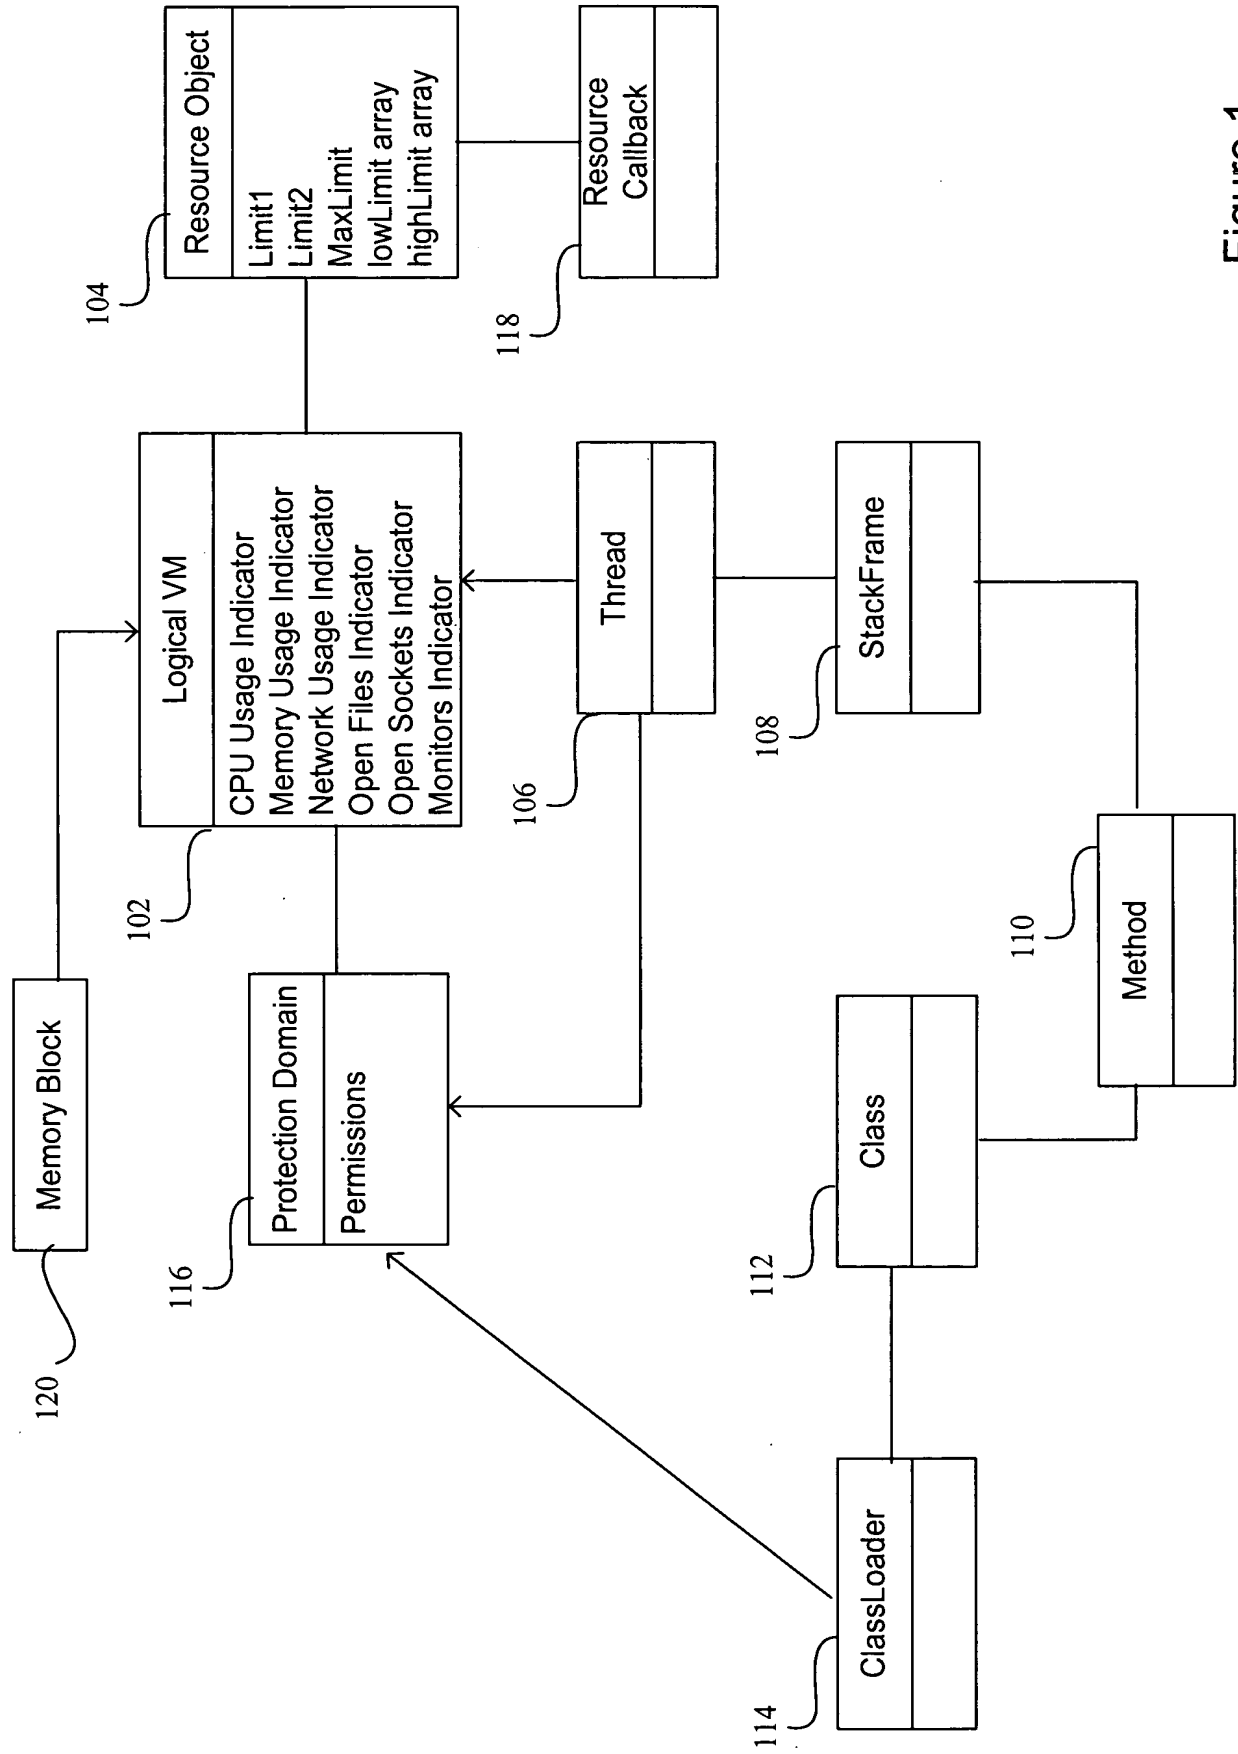 120
Memory Block
102
Logical VM
CPU Usage Indicator
Memory Usage Indicator
Network Usage Indicator
Open Files Indicator
Open Sockets Indicator
Monitors Indicator
104
Resource Object
Limit1
Limit2
MaxLimit
lowLimit array
highLimit array
116
Protection Domain
Permissions
118
Resource
Callback
106
Thread
114
ClassLoader
112
Class
108
StackFrame
110
Method
Figure 1